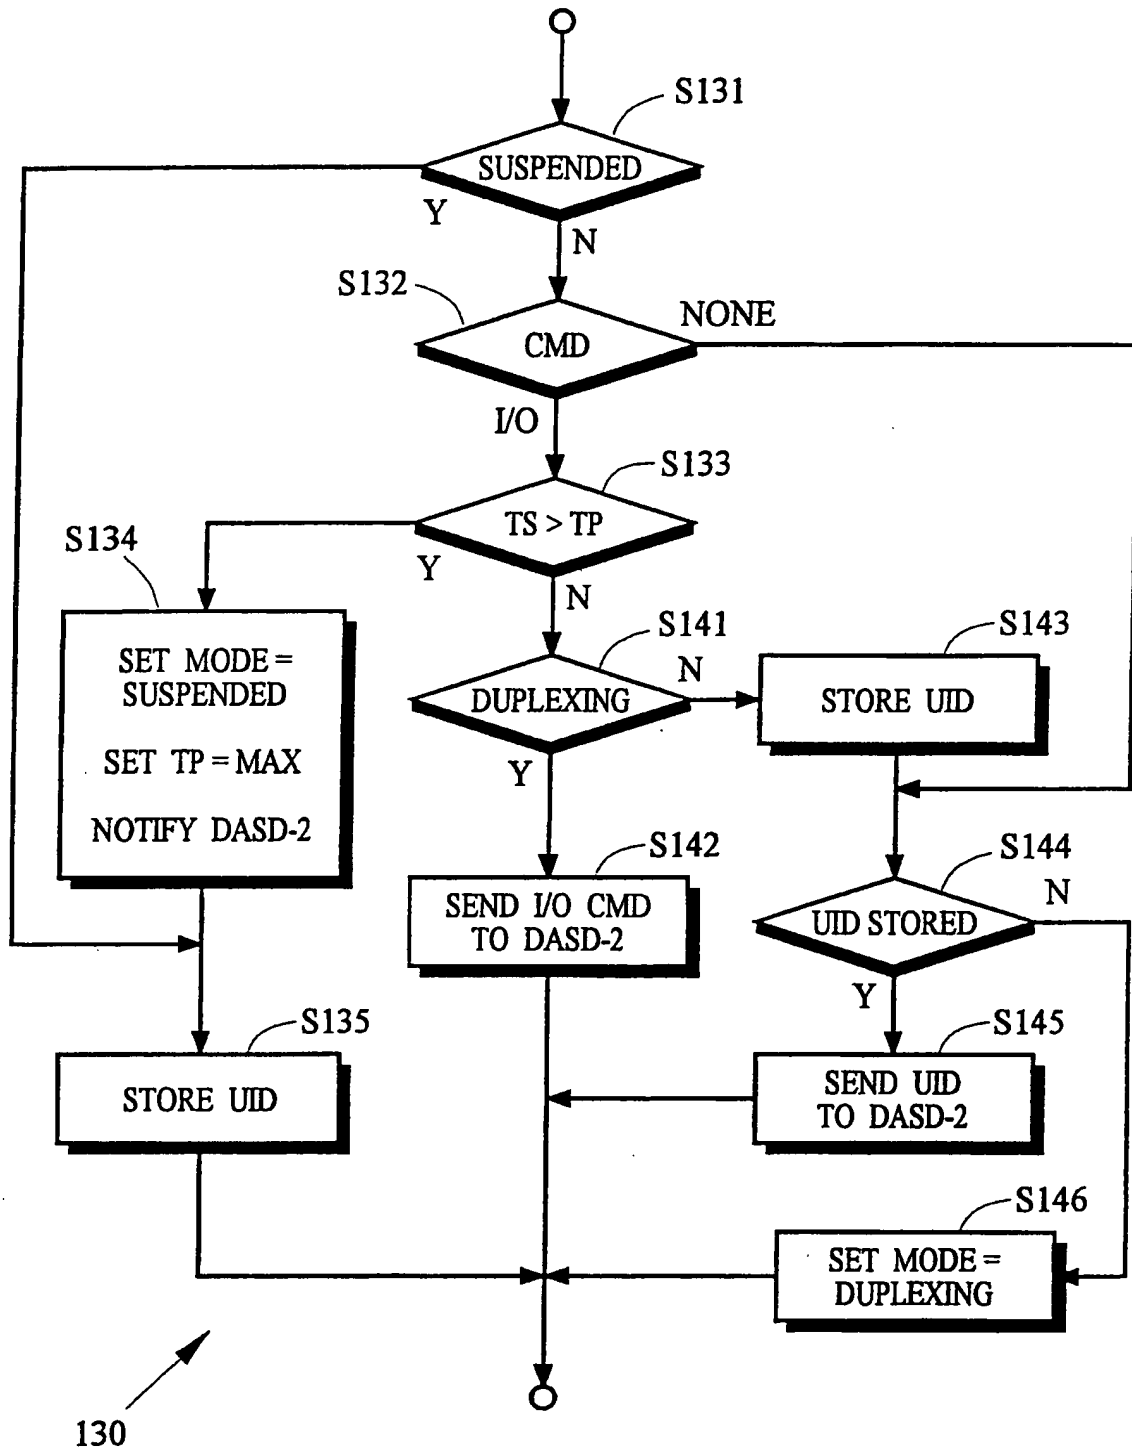 S131
SUSPENDED
Y
N
S132
NONE
CMD
I/O
S133
TS > TP
Y
N
S134
SET MODE =
SUSPENDED
SET TP = MAX
NOTIFY DASD-2
S141
DUPLEXING
N
Y
S143
STORE UID
S142
SEND I/O CMD
TO DASD-2
S144
UID STORED
N
Y
S135
STORE UID
S145
SEND UID
TO DASD-2
S146
SET MODE =
DUPLEXING
130